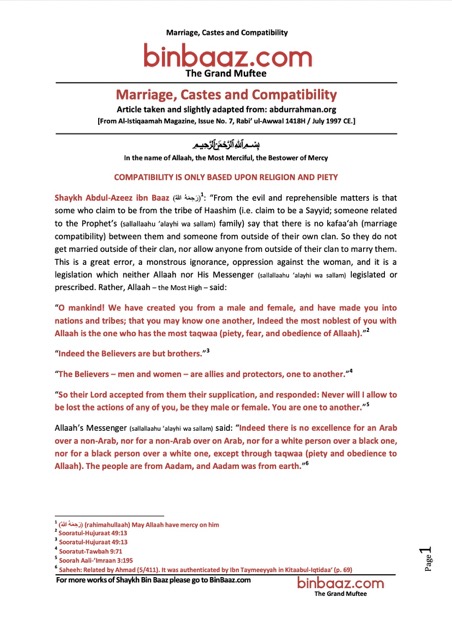 Marriage, Castes and Compatibility
binbaaz.com
The Grand Muftee
Marriage, Castes and Compatibility
Article taken and slightly adapted from: abdurrahman.org
[From Al-Istiqaamah Magazine, Issue No. 7, Rabi' ul-Awwal 1418H / July 1997 CE.]
بِسْمِ اللهِ الرَّحْمٰنِ الرَّحِيْمِ
In the name of Allaah, the Most Merciful, the Bestower of Mercy
COMPATIBILITY IS ONLY BASED UPON RELIGION AND PIETY
Shaykh Abdul-Azeez ibn Baaz (رَحِمَهُ اللهُ)1: "From the evil and reprehensible matters is that
some who claim to be from the tribe of Haashim (i.e. claim to be a Sayyid; someone related
to the Prophet's (sallallaahu 'alayhi wa sallam) family) say that there is no kafaa'ah (marriage
compatibility) between them and someone from outside of their own clan. So they do not
get married outside of their clan, nor allow anyone from outside of their clan to marry them.
This is a great error, a monstrous ignorance, oppression against the woman, and it is a
legislation which neither Allaah nor His Messenger (sallallaahu 'alayhi wa sallam) legislated or
prescribed. Rather, Allaah – the Most High – said:
"O mankind! We have created you from a male and female, and have made you into
nations and tribes; that you may know one another, Indeed the most noblest of you with
Allaah is the one who has the most taqwaa (piety, fear, and obedience of Allaah)."2
"Indeed the Believers are but brothers."3
"The Believers – men and women – are allies and protectors, one to another."4
"So their Lord accepted from them their supplication, and responded: Never will I allow to
be lost the actions of any of you, be they male or female. You are one to another."5
Allaah's Messenger (sallallaahu 'alayhi wa sallam) said: "Indeed there is no excellence for an Arab
over a non-Arab, nor for a non-Arab over on Arab, nor for a white person over a black one,
nor for a black person over a white one, except through taqwaa (piety and obedience to
Allaah). The people are from Aadam, and Aadam was from earth."6
1 (رَحِمَهُ اللهُ) (rahimahullah) May Allaah have mercy on him
2 Sooratul-Hujuraat 49:13
3 Sooratul-Hujuraat 49:13
4 Sooratut-Tawbah 9:71
5 Soorah Aali-'Imraan 3:195
6 Saheeh: Related by Ahmad (5/411). It was authenticated by Ibn Taymeeyyah in Kitaabul-Iqtidaa' (p. 69)
Page 1
For more works of Shaykh Bin Baaz please go to BinBaaz.com
binbaaz.com
The Grand Muftee